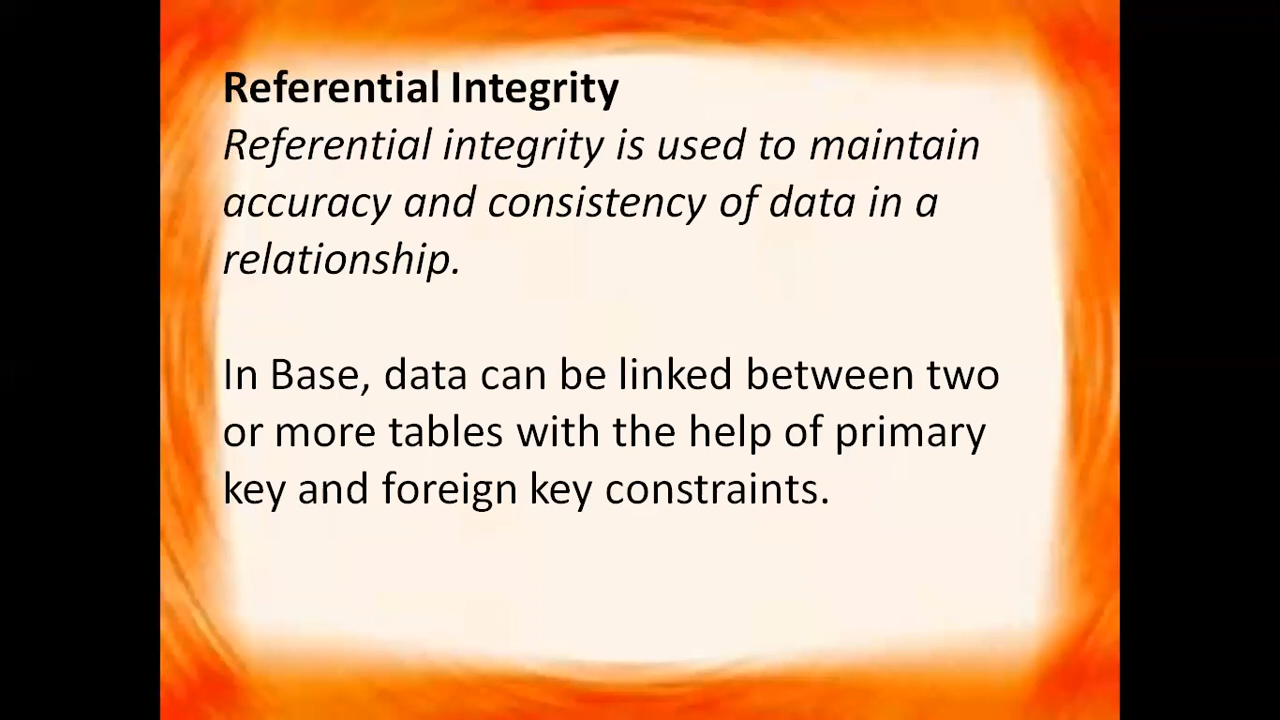 Referential Integrity
Referential integrity is used to maintain
accuracy and consistency of data in a
relationship.
In Base, data can be linked between two
or more tables with the help of primary
key and foreign key constraints.